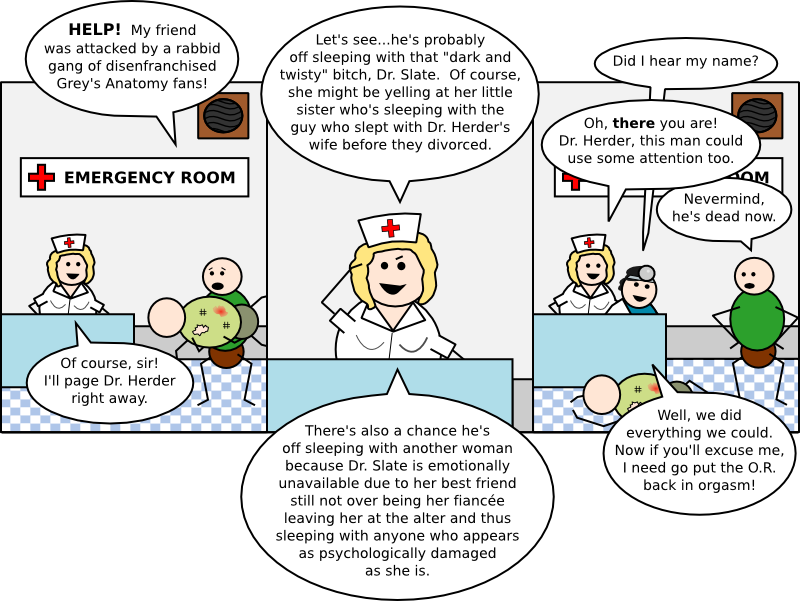 HELP! My friend
was attacked by a rabbid
gang of disenfranchised
Grey's Anatomy fans!
EMERGENCY ROOM
Of course, sir!
I'll page Dr. Herder
right away.
Let's see...he's probably
off sleeping with that "dark and
twisty" bitch, Dr. Slate. Of course,
she might be yelling at her little
sister who's sleeping with the
guy who slept with Dr. Herder's
wife before they divorced.
There's also a chance he's
off sleeping with another woman
because Dr. Slate is emotionally
unavailable due to her best friend
still not over being her fiancée
leaving her at the alter and thus
sleeping with anyone who appears
as psychologically damaged
as she is.
Did I hear my name?
Oh, there you are!
Dr. Herder, this man could
use some attention too.
OOM
Nevermind,
he's dead now.
Well, we did
everything we could.
Now if you'll excuse me,
I need go put the O.R.
back in orgasm!